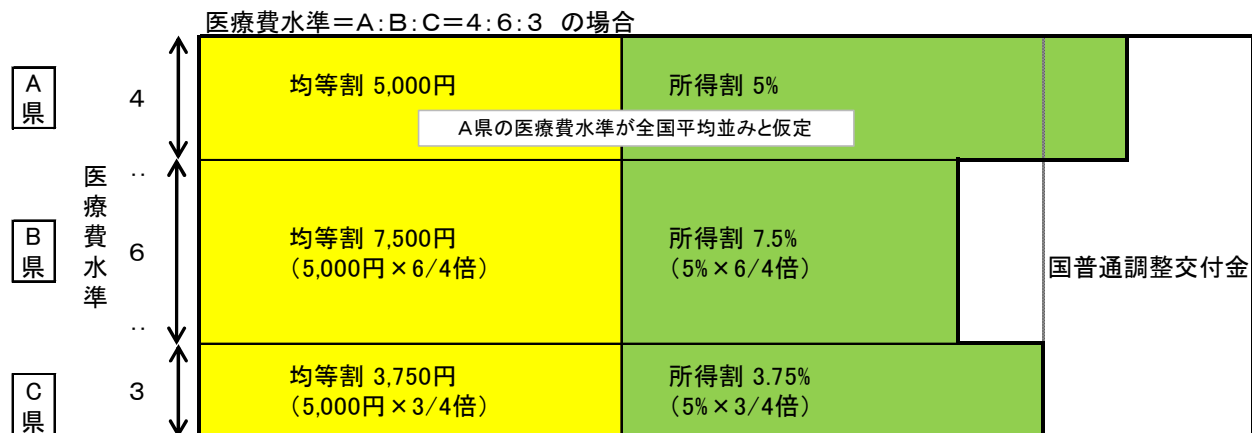 医療費水準＝A:B:C＝4:6:3 の場合
A県
4
均等割 5,000円
所得割 5%
A県の医療費水準が全国平均並みと仮定
医療費水準
‥
B県
6
均等割 7,500円
（5,000円×6/4倍）
所得割 7.5%
（5%×6/4倍）
国普通調整交付金
‥
C県
3
均等割 3,750円
（5,000円×3/4倍）
所得割 3.75%
（5%×3/4倍）